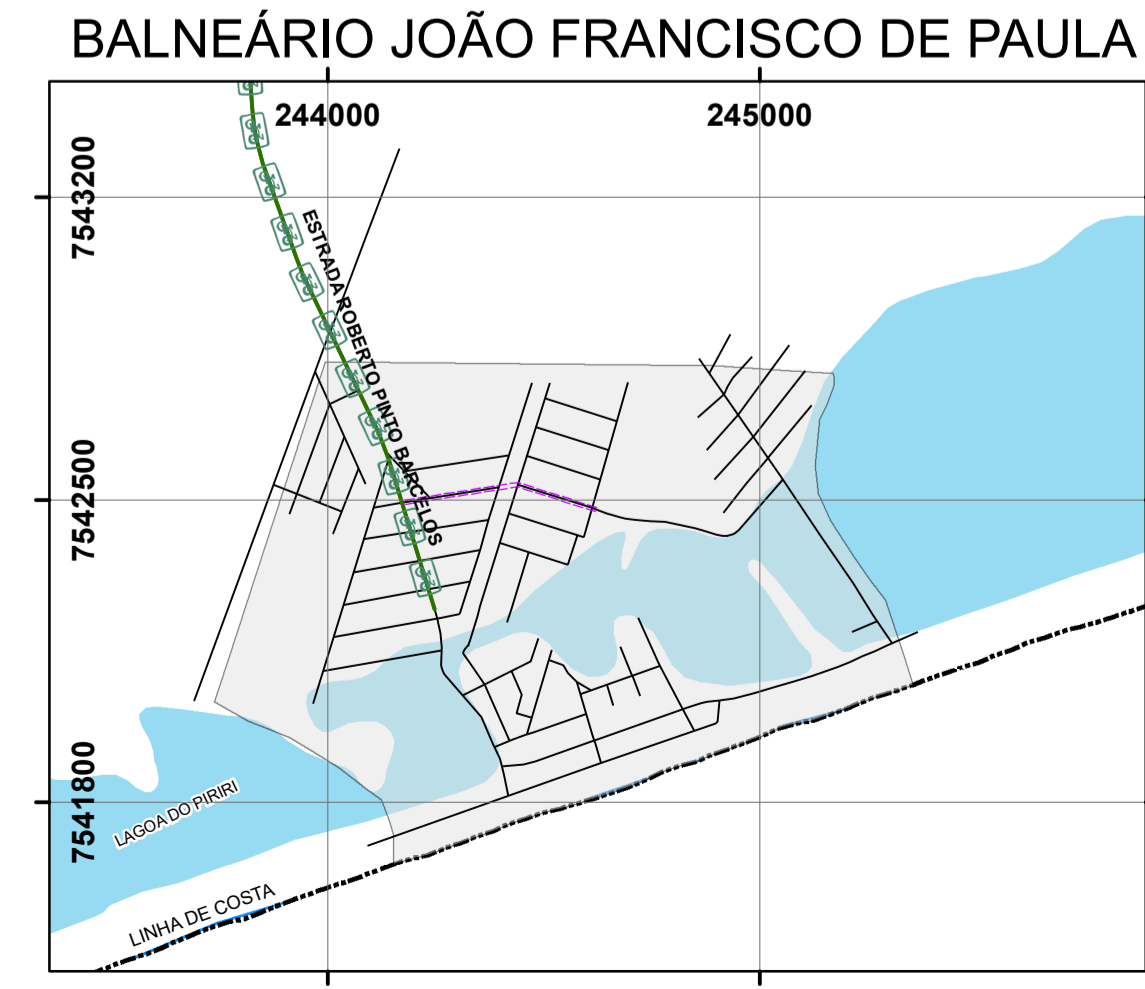 BALNEÁRIO JOÃO FRANCISCO DE PAULA
244000
245000
7543200
ESTRADA ROBERTO PINTO BARCELOS
7542500
7541800
LAGOA DO PIRIRI
LINHA DE COSTA